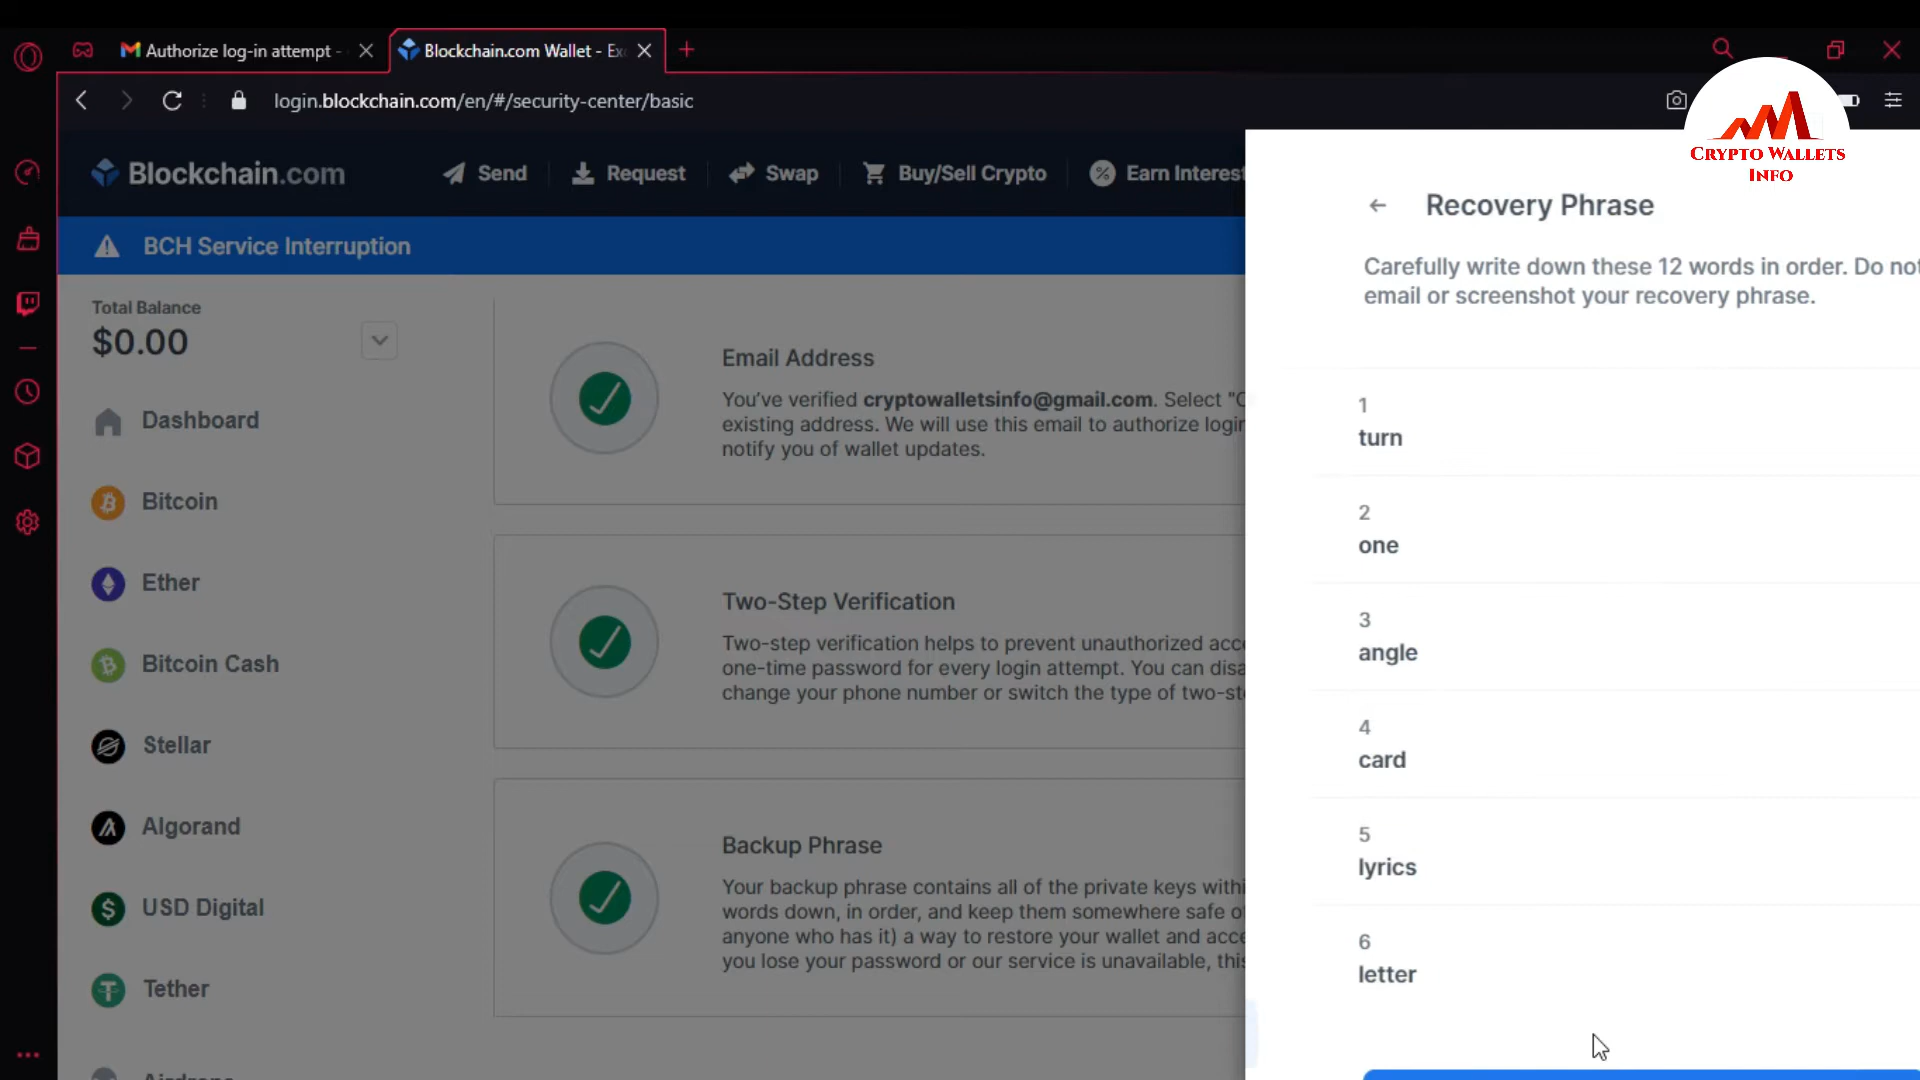 Authorize log-in attempt -
Blockchain.com Wallet - Ex
login.blockchain.com/en/#/security-center/basic
CRYPTO WALLETS
INFO
Blockchain.com
Send
Request
Swap
Buy/Sell Crypto
Earn Interest
BCH Service Interruption
Total Balance
$0.00
Dashboard
Bitcoin
Ether
Bitcoin Cash
Stellar
Algorand
USD Digital
Tether
Email Address
You've verified cryptowalletsinfo@gmail.com. Select "C
existing address. We will use this email to authorize login
notify you of wallet updates.
Two-Step Verification
Two-step verification helps to prevent unauthorized acce
one-time password for every login attempt. You can disa
change your phone number or switch the type of two-st
Backup Phrase
Your backup phrase contains all of the private keys withi
words down, in order, and keep them somewhere safe of
anyone who has it) a way to restore your wallet and acce
you lose your password or our service is unavailable, this
Recovery Phrase
Carefully write down these 12 words in order. Do not
email or screenshot your recovery phrase.
1
turn
2
one
3
angle
4
card
5
lyrics
6
letter